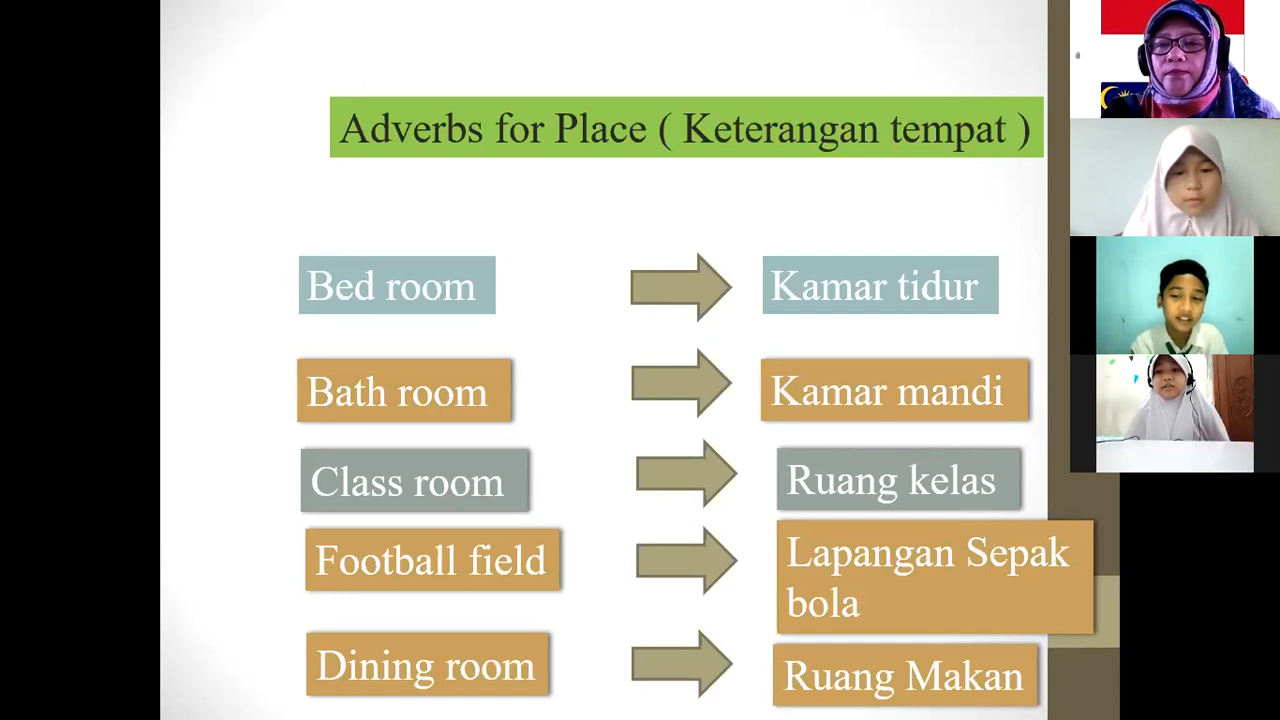 Adverbs for Place ( Keterangan tempat )
Bed room
Kamar tidur
Bath room
Kamar mandi
Class room
Ruang kelas
Football field
Lapangan Sepak
bola
Dining room
Ruang Makan